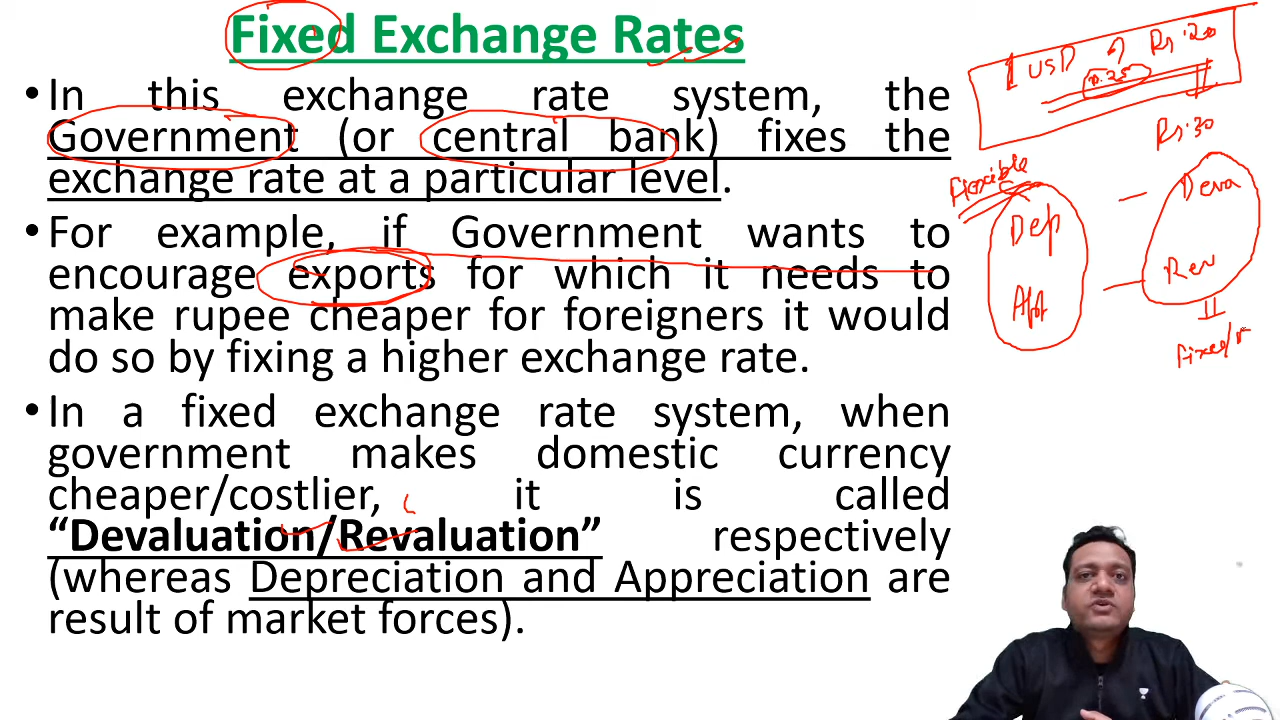 Fixed Exchange Rates
• In this exchange rate system, the
Government (or central bank) fixes the
exchange rate at a particular level.
• For example, if Government wants to
encourage exports for which it needs to
make rupee cheaper for foreigners it would
do so by fixing a higher exchange rate.
• In a fixed exchange rate system, when
government makes domestic currency
cheaper/costlier, it is called
“Devaluation/Revaluation” respectively
(whereas Depreciation and Appreciation are
result of market forces).
1 USD Rs. 20
Rs. 30
Flexible
Dep
App
Deva
Rev
Fixed/